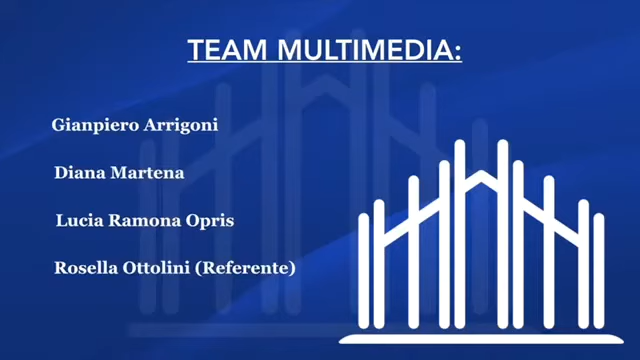 TEAM MULTIMEDIA:
Gianpiero Arrigoni
Diana Martena
Lucia Ramona Opris
Rosella Ottolini (Referente)